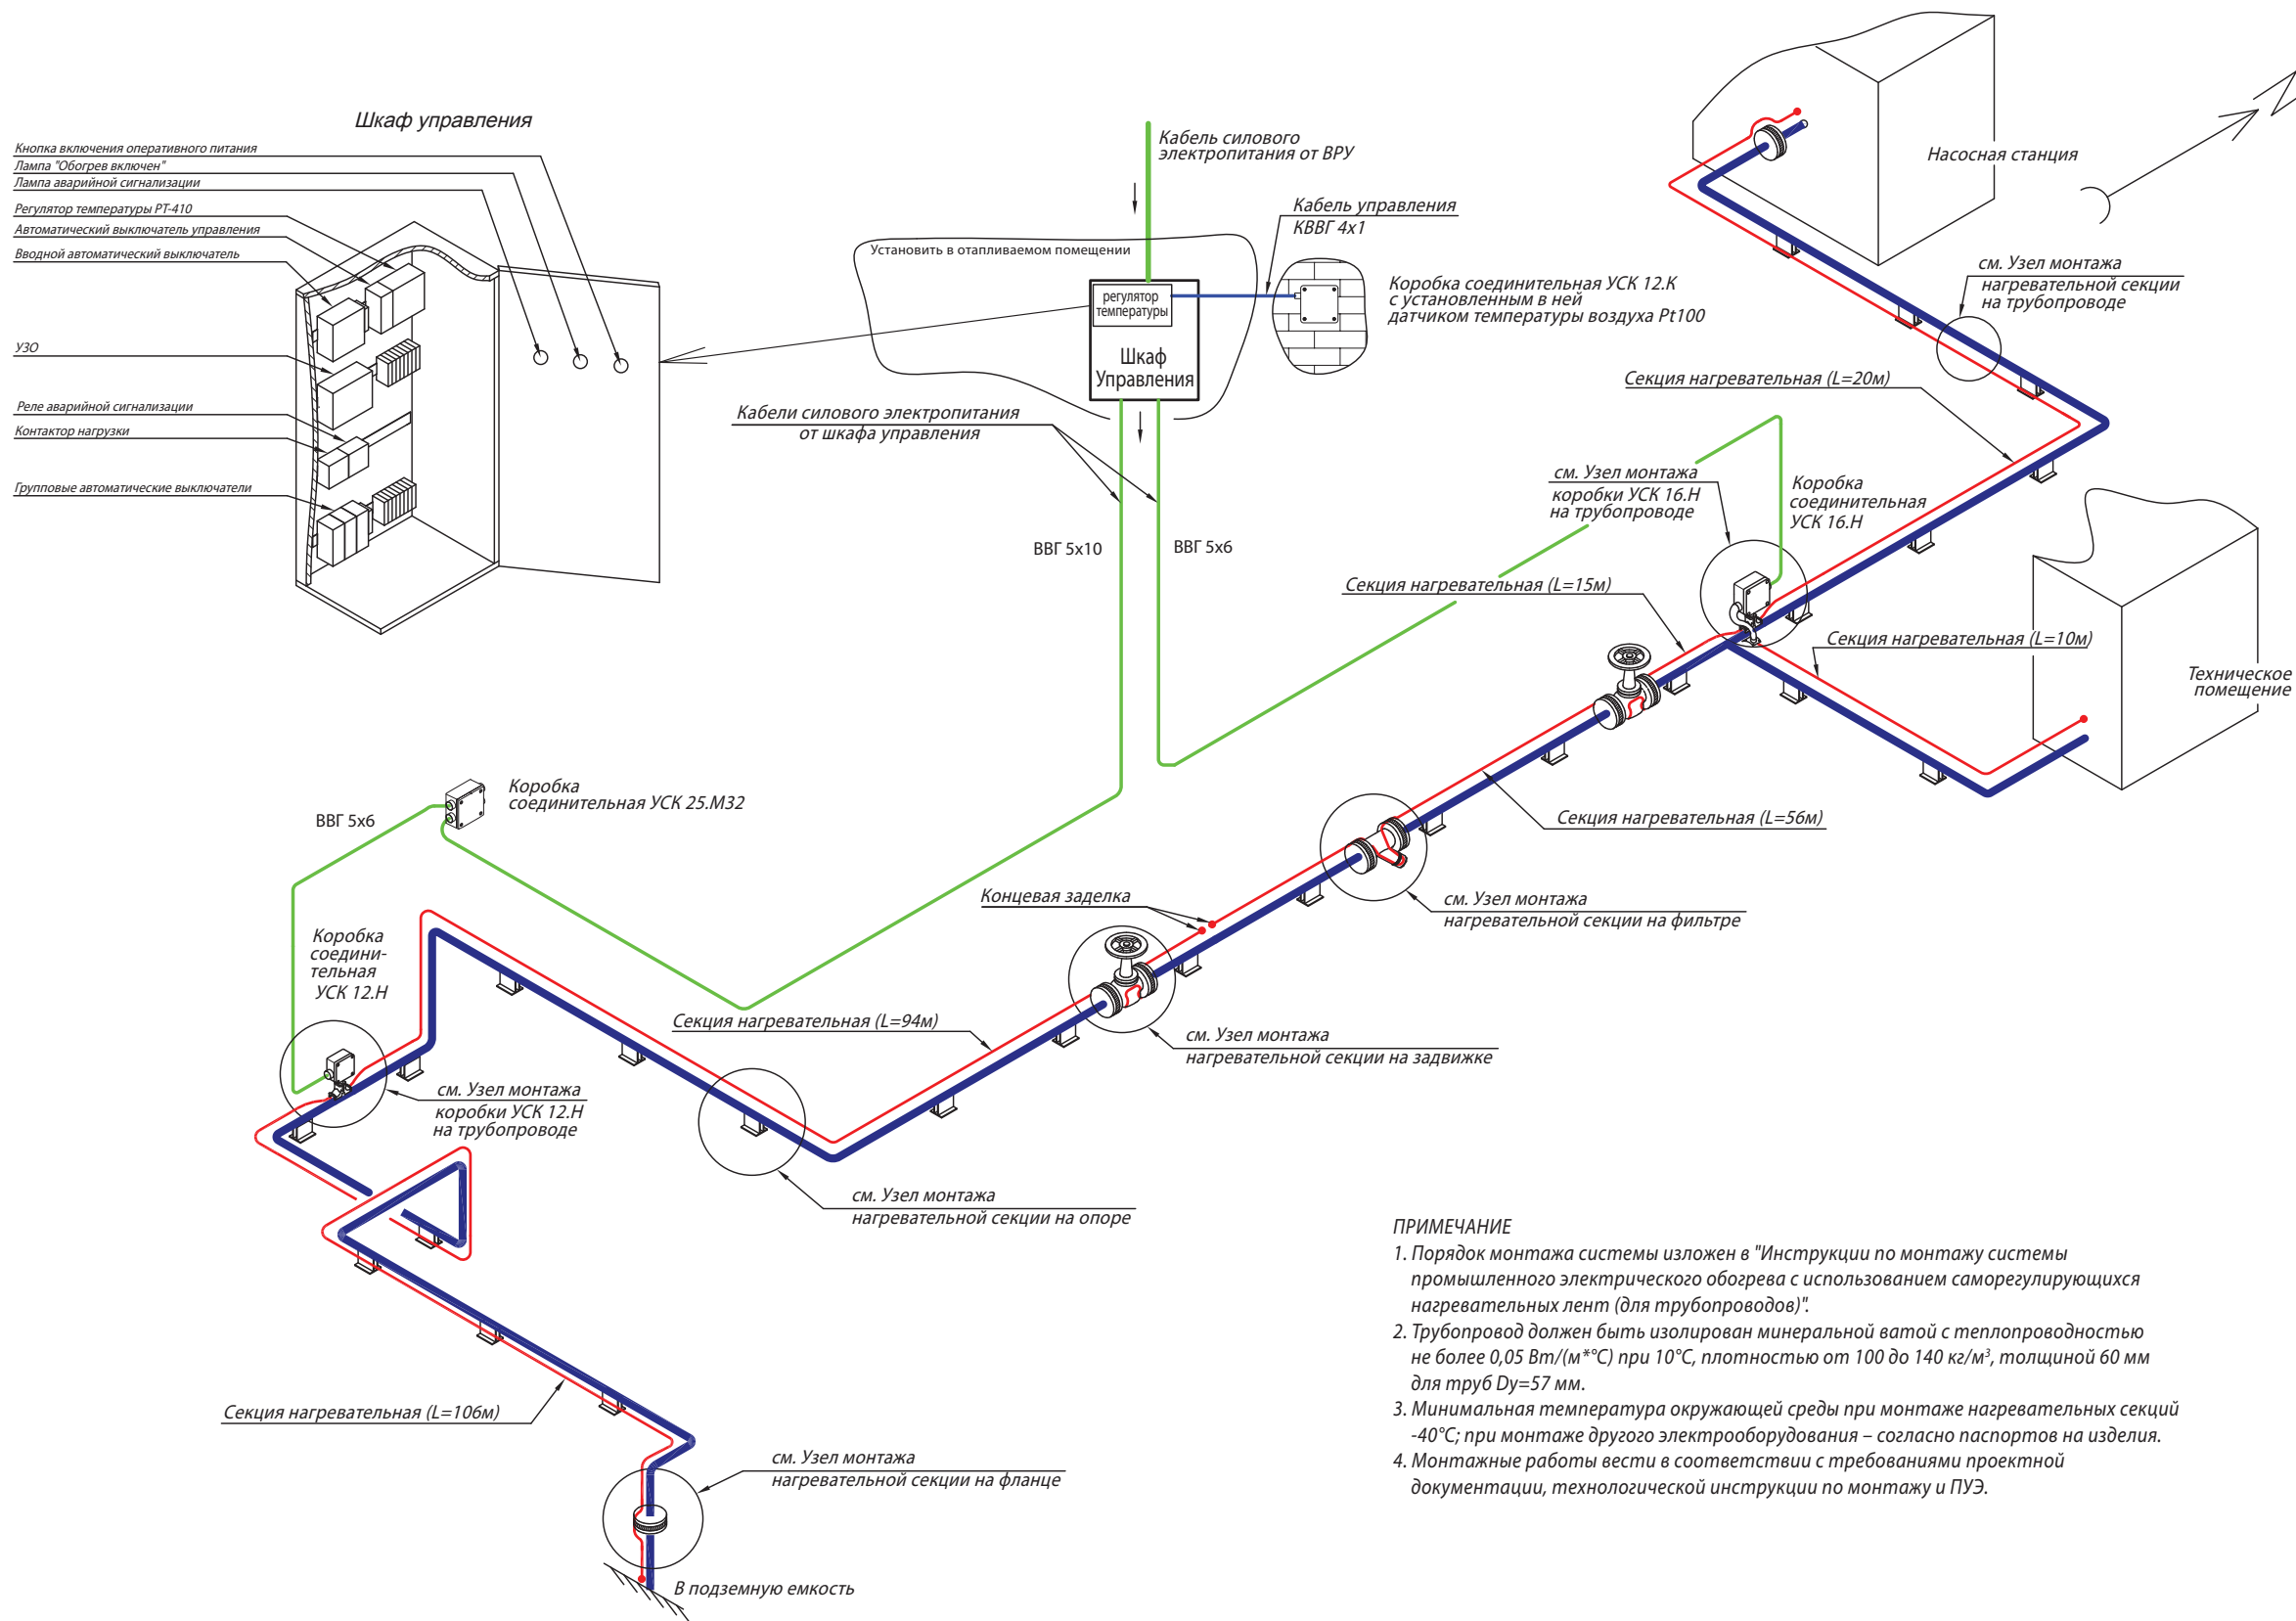 Шкаф управления
Кнопка включения оперативного питания
Лампа "Обогрев включен"
Лампа аварийной сигнализации
Регулятор температуры РТ-410
Автоматический выключатель управления
Вводной автоматический выключатель
УЗО
Реле аварийной сигнализации
Контактор нагрузки
Групповые автоматические выключатели
Кабель силового
электропитания от ВРУ
Установить в отапливаемом помещении
регулятор
температуры
Шкаф
Управления
Кабель управления
КВВГ 4х1
Коробка соединительная УСК 12.К
с установленным в ней
датчиком температуры воздуха Pt100
Кабели силового электропитания
от шкафа управления
ВВГ 5х10
ВВГ 5х6
Насосная станция
N
см. Узел монтажа
нагревательной секции
на трубопроводе
Секция нагревательная (L=20м)
см. Узел монтажа
коробки УСК 16.Н
на трубопроводе
Коробка
соединительная
УСК 16.Н
Секция нагревательная (L=15м)
Секция нагревательная (L=10м)
Техническое
помещение
Секция нагревательная (L=56м)
см. Узел монтажа
нагревательной секции на фильтре
Концевая заделка
см. Узел монтажа
нагревательной секции на задвижке
Секция нагревательная (L=94м)
Коробка
соединительная УСК 25.М32
ВВГ 5х6
Коробка
соедини-
тельная
УСК 12.Н
см. Узел монтажа
коробки УСК 12.Н
на трубопроводе
см. Узел монтажа
нагревательной секции на опоре
Секция нагревательная (L=106м)
см. Узел монтажа
нагревательной секции на фланце
В подземную емкость
ПРИМЕЧАНИЕ
1. Порядок монтажа системы изложен в "Инструкции по монтажу системы
промышленного электрического обогрева с использованием саморегулирующихся
нагревательных лент (для трубопроводов)".
2. Трубопровод должен быть изолирован минеральной ватой с теплопроводностью
не более 0,05 Вт/(м*°С) при 10°С, плотностью от 100 до 140 кг/м³, толщиной 60 мм
для труб Dy=57 мм.
3. Минимальная температура окружающей среды при монтаже нагревательных секций
-40°С; при монтаже другого электрооборудования – согласно паспортов на изделия.
4. Монтажные работы вести в соответствии с требованиями проектной
документации, технологической инструкции по монтажу и ПУЭ.